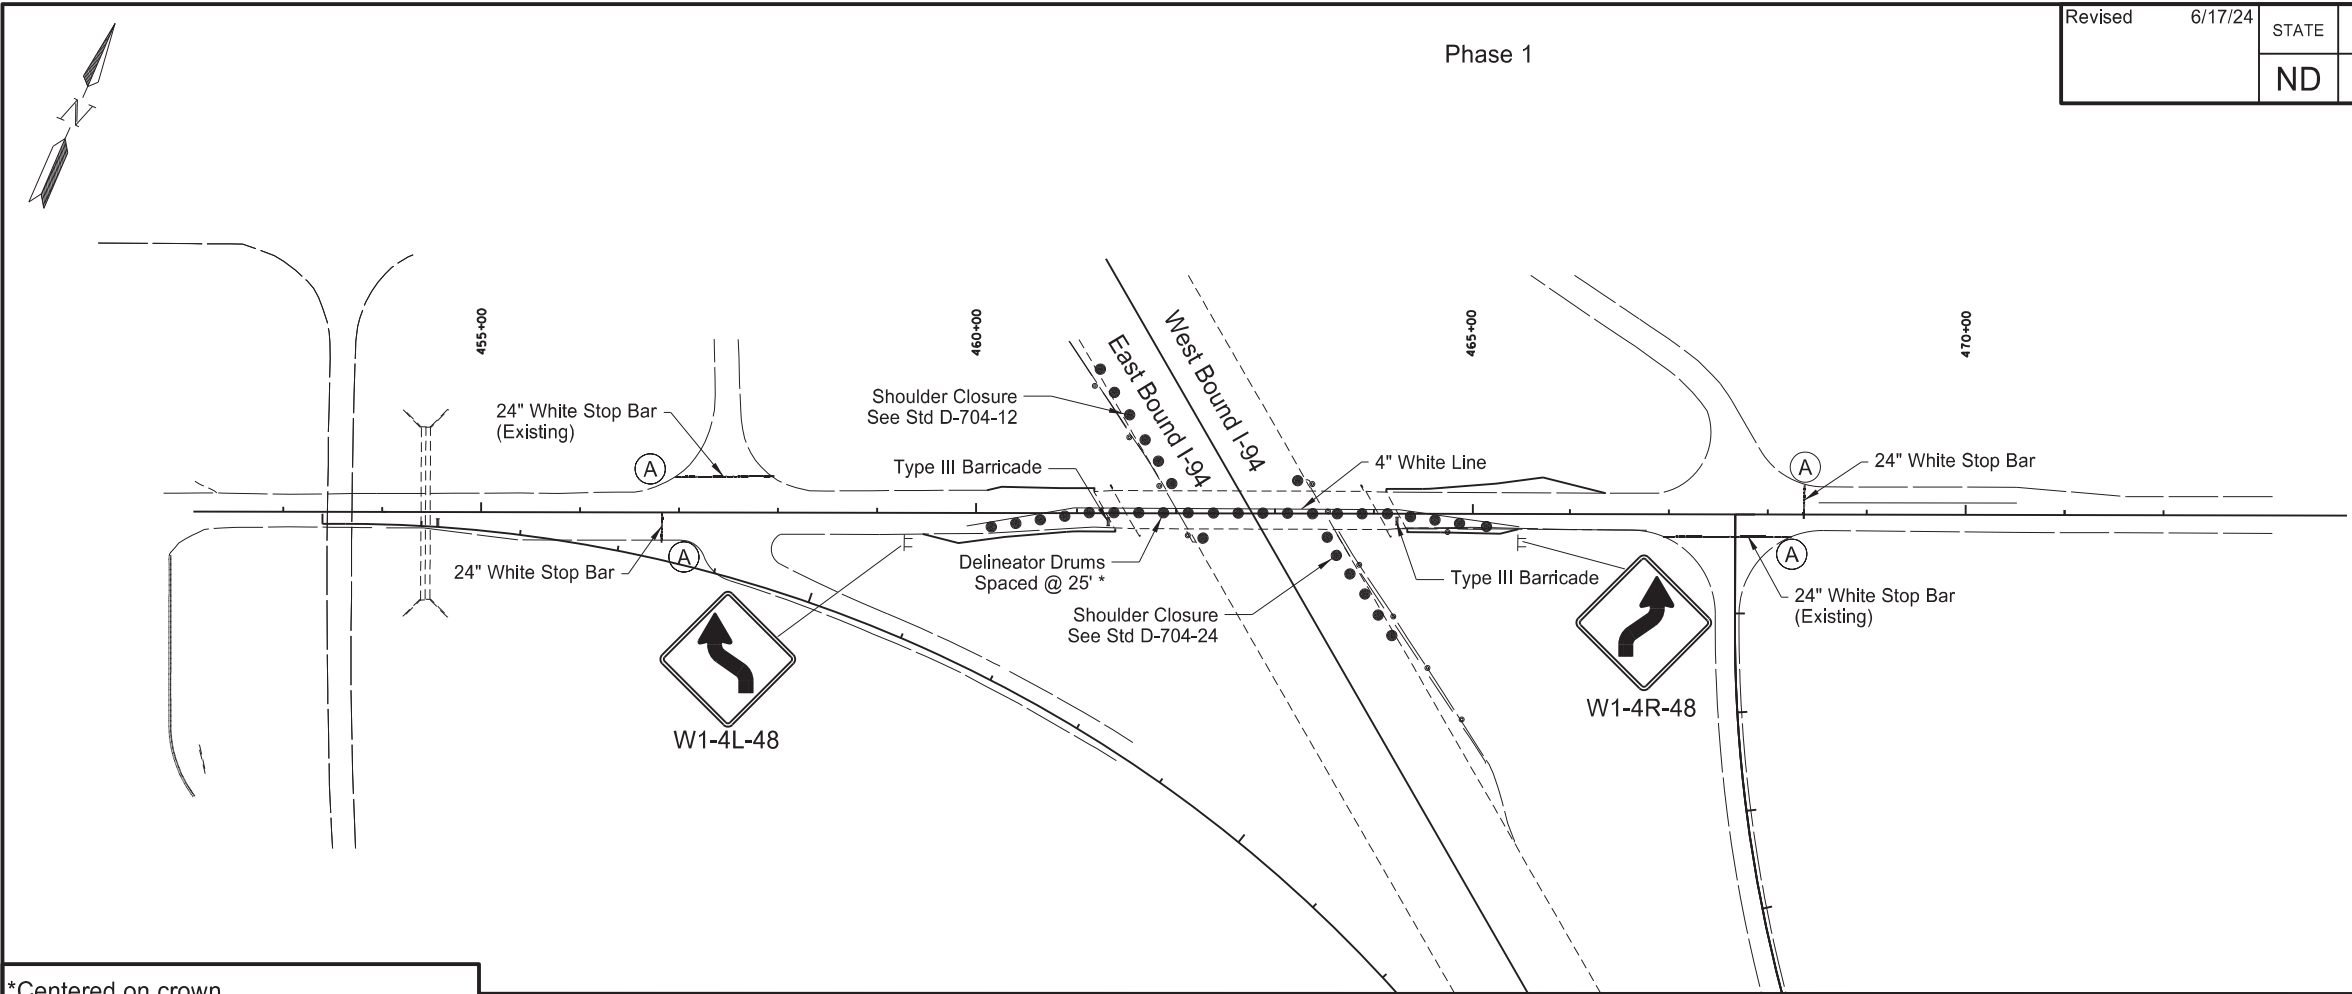 Revised 6/17/24
STATE
ND
Phase 1
N
455+00
460+00
465+00
470+00
East Bound I-94
West Bound I-94
24" White Stop Bar
(Existing)
A
Shoulder Closure
See Std D-704-12
Type III Barricade
4" White Line
A
24" White Stop Bar
24" White Stop Bar
A
Delineator Drums
Spaced @ 25' *
Shoulder Closure
See Std D-704-24
Type III Barricade
A
24" White Stop Bar
(Existing)
W1-4L-48
W1-4R-48
*Centered on crown